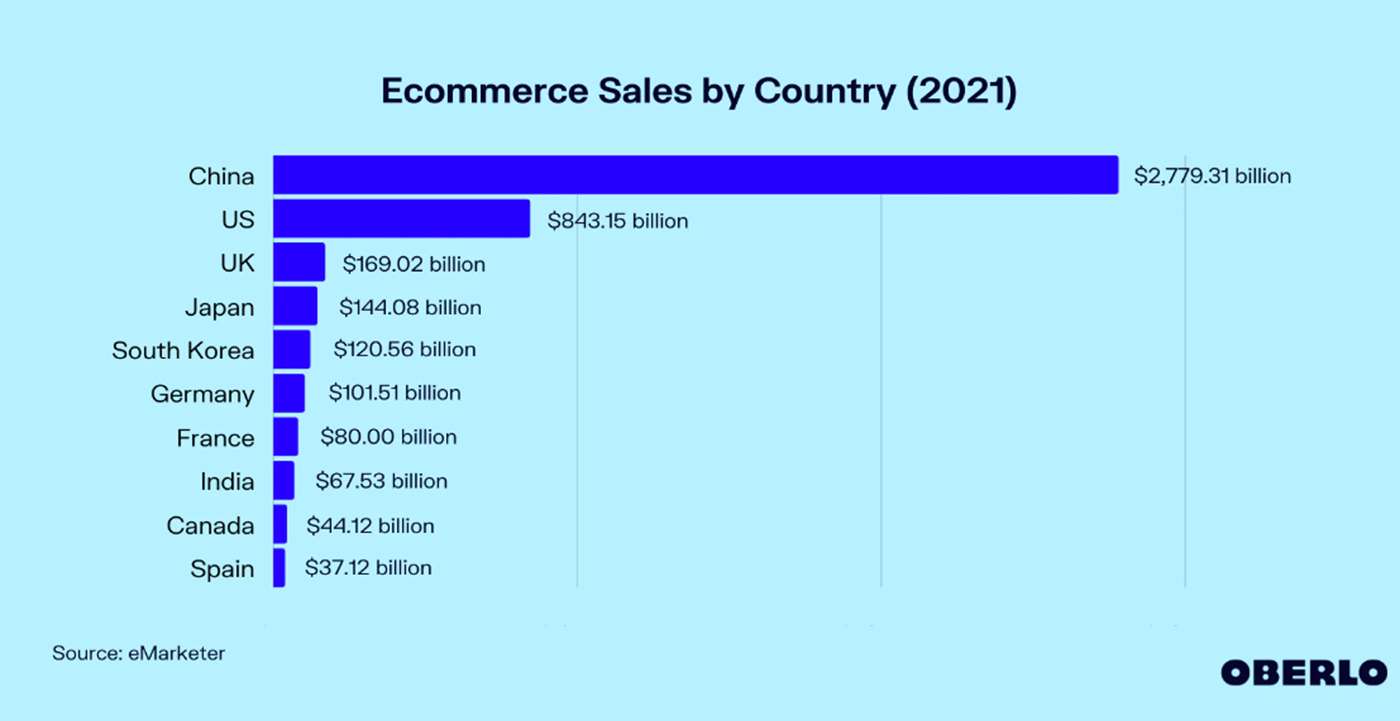 Ecommerce Sales by Country (2021)
China $2,779.31 billion
US $843.15 billion
UK $169.02 billion
Japan $144.08 billion
South Korea $120.56 billion
Germany $101.51 billion
France $80.00 billion
India $67.53 billion
Canada $44.12 billion
Spain $37.12 billion
Source: eMarketer
OBERLO